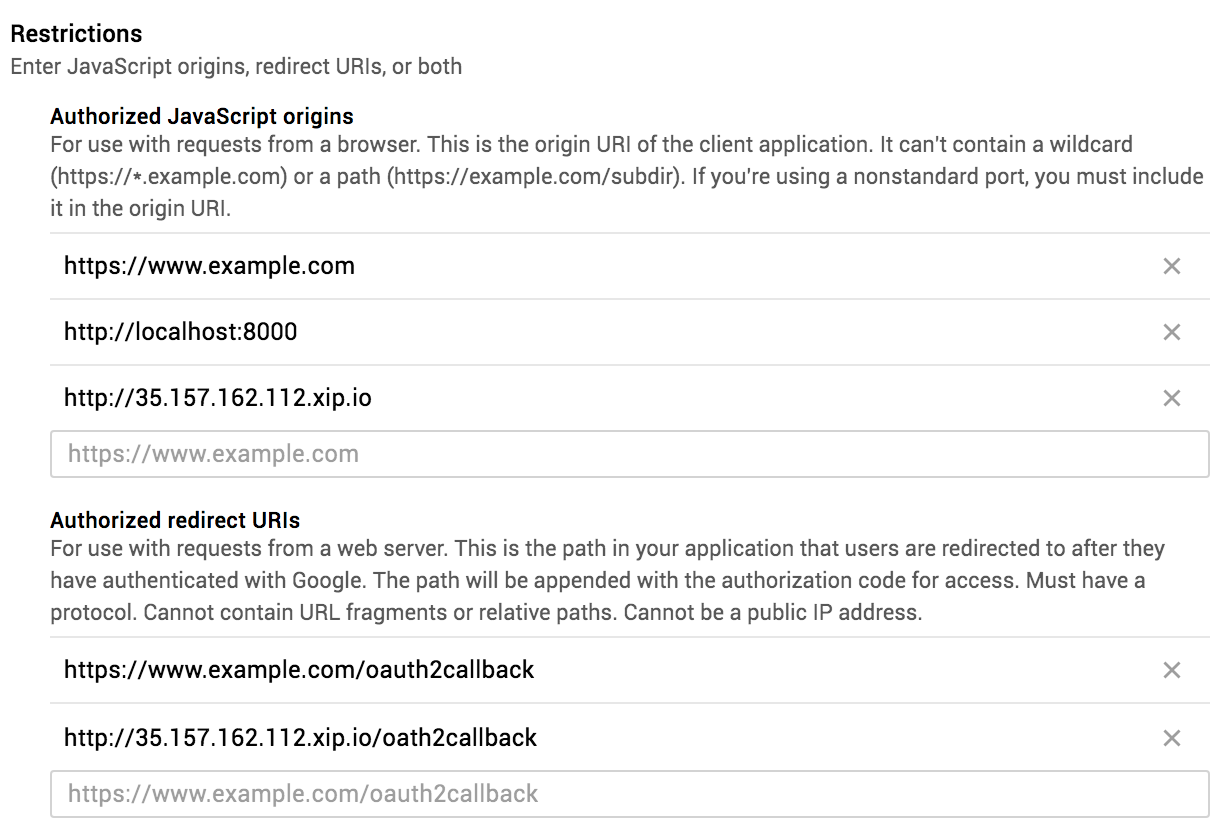 Restrictions
Enter JavaScript origins, redirect URIs, or both
Authorized JavaScript origins
For use with requests from a browser. This is the origin URI of the client application. It can't contain a wildcard
(https://*.example.com) or a path (https://example.com/subdir). If you're using a nonstandard port, you must include
it in the origin URI.
https://www.example.com
http://localhost:8000
http://35.157.162.112.xip.io
https://www.example.com
Authorized redirect URIs
For use with requests from a web server. This is the path in your application that users are redirected to after they
have authenticated with Google. The path will be appended with the authorization code for access. Must have a
protocol. Cannot contain URL fragments or relative paths. Cannot be a public IP address.
https://www.example.com/oauth2callback
http://35.157.162.112.xip.io/oath2callback
https://www.example.com/oauth2callback